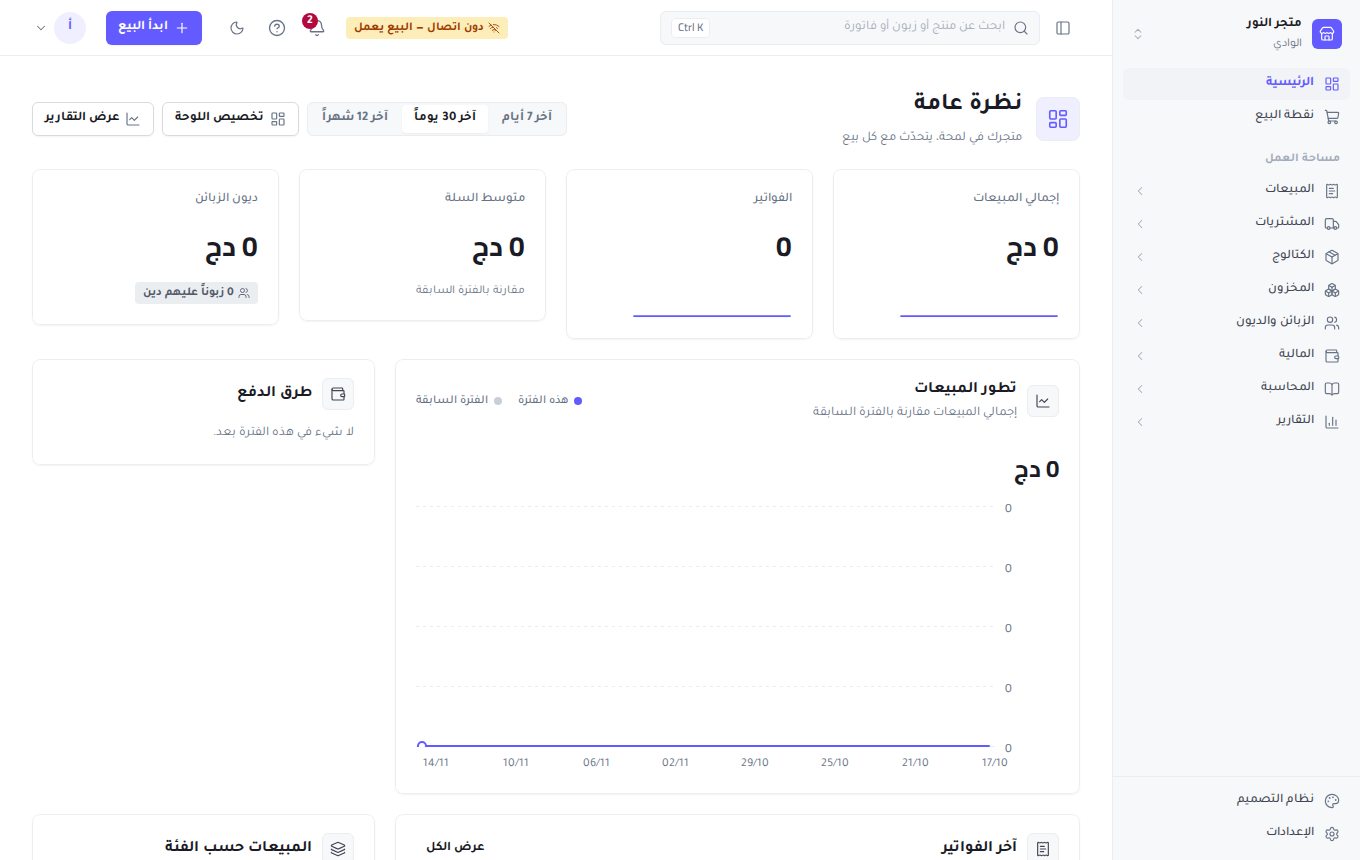 متجر النور
الوادي
الرئيسية
نقطة البيع
مساحة العمل
المبيعات
المشتريات
الكتالوج
المخزون
الزبائن والديون
المالية
المحاسبة
التقارير
نظام التصميم
الإعدادات
ابحث عن منتج أو زبون أو فاتورة
Ctrl K
دون اتصال – البيع يعمل
2
ابدأ البيع
أ
نظرة عامة
متجرك في لمحة، يتحدّث مع كل بيع
آخر 7 أيام
آخر 30 يوماً
آخر 12 شهراً
تخصيص اللوحة
عرض التقارير
إجمالي المبيعات
0 دج
الفواتير
0
متوسط السلة
0 دج
مقارنة بالفترة السابقة
ديون الزبائن
0 دج
0 زبوناً عليهم دين
تطور المبيعات
إجمالي المبيعات مقارنة بالفترة السابقة
هذه الفترة
الفترة السابقة
0 دج
0
0
0
0
0
17/10
21/10
25/10
29/10
02/11
06/11
10/11
14/11
طرق الدفع
لا شيء في هذه الفترة بعد.
آخر الفواتير
عرض الكل
المبيعات حسب الفئة